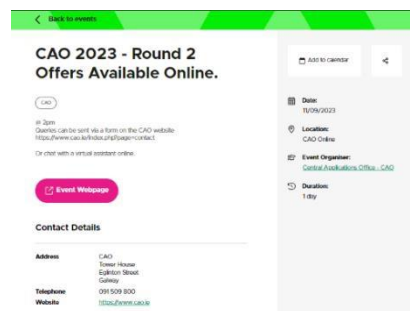 Back to events
CAO 2023 - Round 2
Offers Available Online.
CAO
@ 2pm
Queries can be sent via a form on the CAO website
https://www.cao.ie/index.php?page=contact
Or chat with a virtual assistant online.
Event Webpage
Contact Details
Address
CAO
Tower House
Eglinton Street
Galway
Telephone
091 509 800
Website
https://www.cao.ie
Add to calendar
Date:
11/09/2023
Location:
CAO Online
Event Organiser:
Central Applications Office - CAO
Duration:
1 day